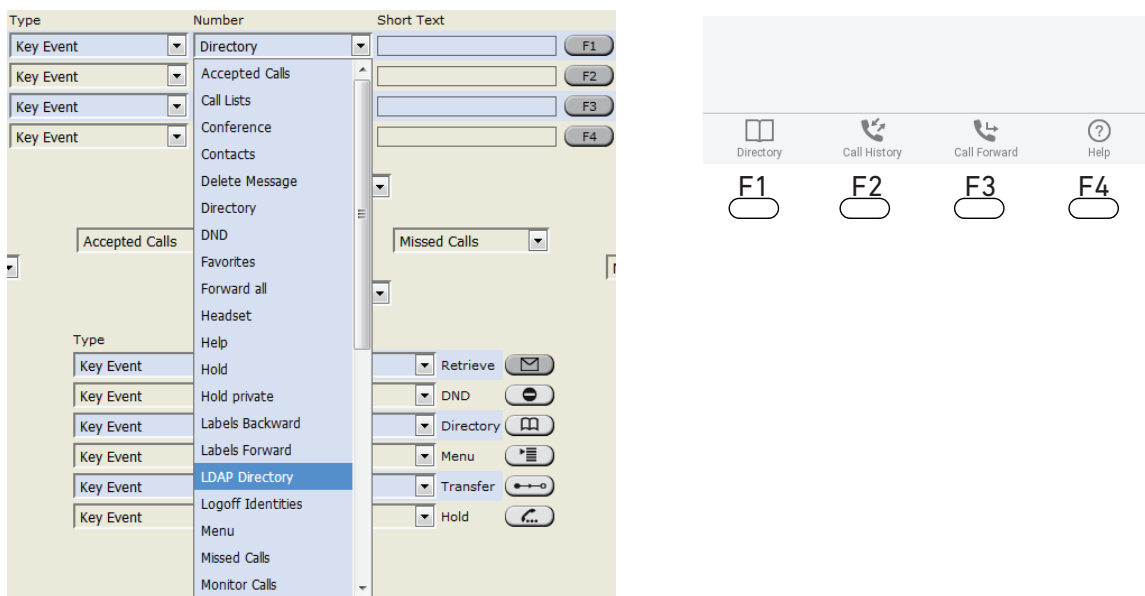 Type Number Short Text
Key Event Directory F1
Key Event Accepted Calls F2
Key Event Call Lists F3
Key Event Conference F4
Contacts
Delete Message
Directory
Accepted Calls DND Missed Calls
Favorites
Forward all
Headset
Type Help
Key Event Hold Retrieve
Key Event Hold private DND
Key Event Labels Backward Directory
Key Event Labels Forward Menu
Key Event LDAP Directory Transfer
Key Event Logoff Identities Hold
Menu
Missed Calls
Monitor Calls
Directory Call History Call Forward Help
F1 F2 F3 F4